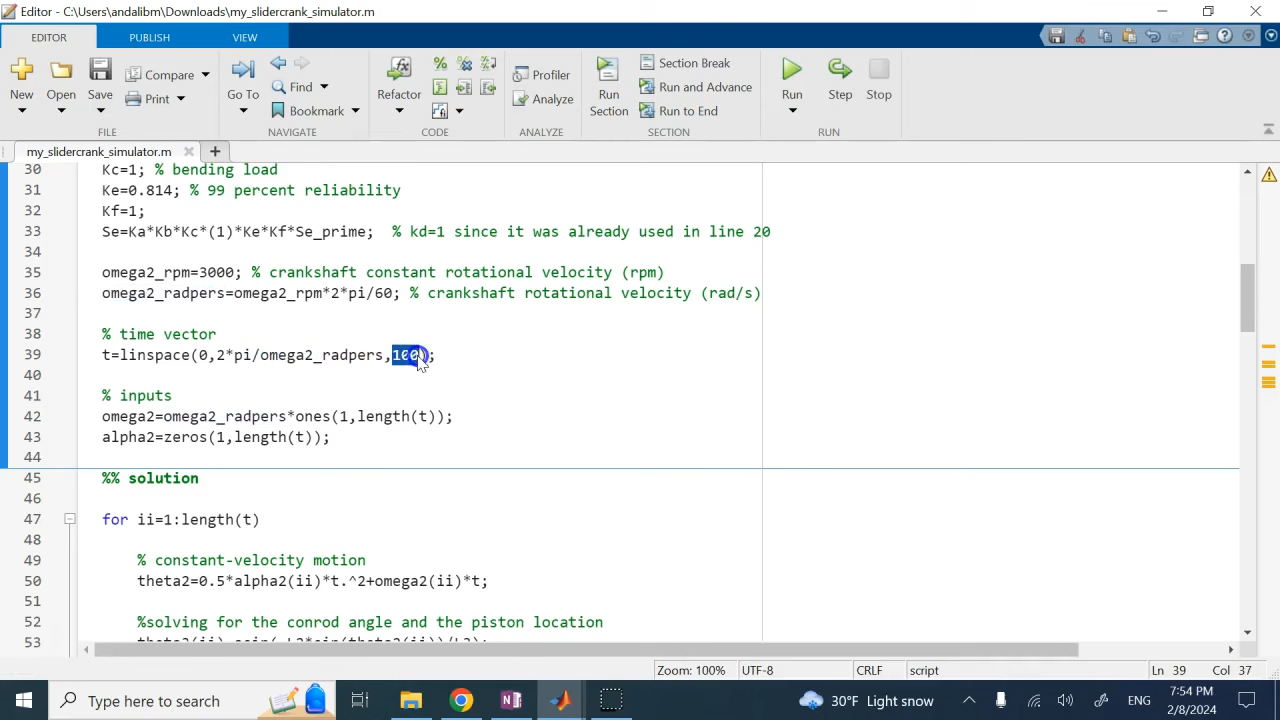 Editor - C:\Users\andalibm\Downloads\my_slidercrank_simulator.m
EDITOR PUBLISH VIEW
New Open Save Compare Print
Go To Find Bookmark
Refactor
Profiler Analyze
Run Section Section Break Run and Advance Run to End
Run Step Stop
FILE NAVIGATE CODE ANALYZE SECTION RUN
my_slidercrank_simulator.m
30 Kc=1; % bending load
31 Ke=0.814; % 99 percent reliability
32 Kf=1;
33 Se=Ka*Kb*Kc*(1)*Ke*Kf*Se_prime; % kd=1 since it was already used in line 20
34
35 omega2_rpm=3000; % crankshaft constant rotational velocity (rpm)
36 omega2_radpers=omega2_rpm*2*pi/60; % crankshaft rotational velocity (rad/s)
37
38 % time vector
39 t=linspace(0,2*pi/omega2_radpers,100);
40
41 % inputs
42 omega2=omega2_radpers*ones(1,length(t));
43 alpha2=zeros(1,length(t));
44
45 %% solution
46
47 for ii=1:length(t)
48
49 % constant-velocity motion
50 theta2=0.5*alpha2(ii)*t.^2+omega2(ii)*t;
51
52 %solving for the conrod angle and the piston location
53
Zoom: 100% UTF-8 CRLF script Ln 39 Col 37
Type here to search
30°F Light snow
ENG
7:54 PM
2/8/2024